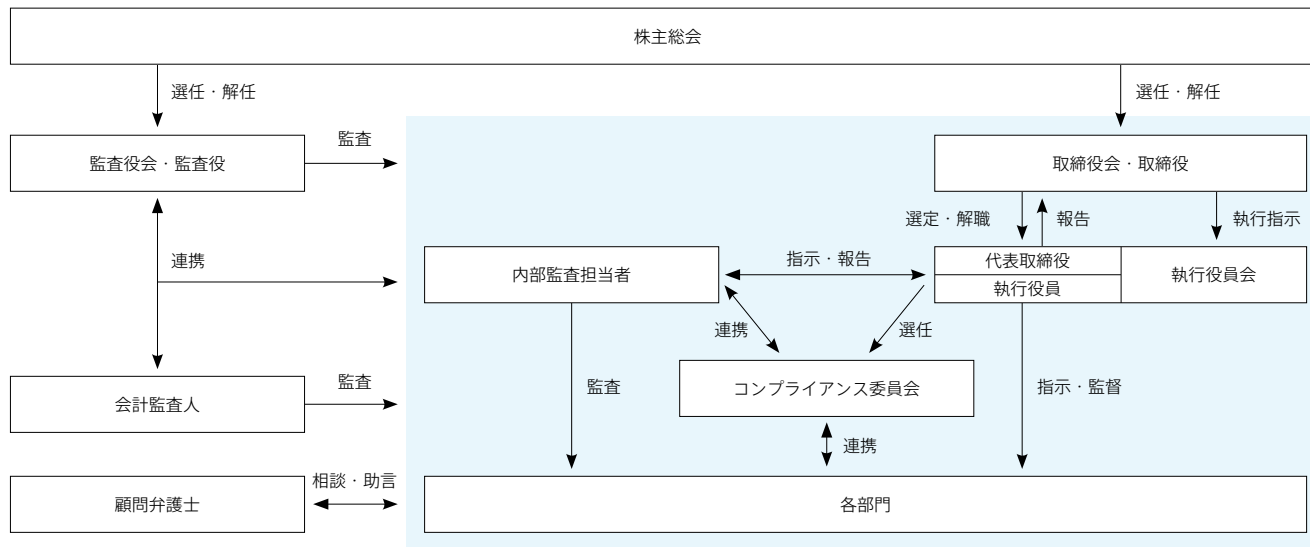 株主総会
選任・解任
選任・解任
監査役会・監査役
監査
取締役会・取締役
選定・解職
報告
執行指示
連携
内部監査担当者
指示・報告
代表取締役
執行役員
執行役員会
連携
選任
会計監査人
監査
監査
コンプライアンス委員会
指示・監督
連携
顧問弁護士
相談・助言
各部門